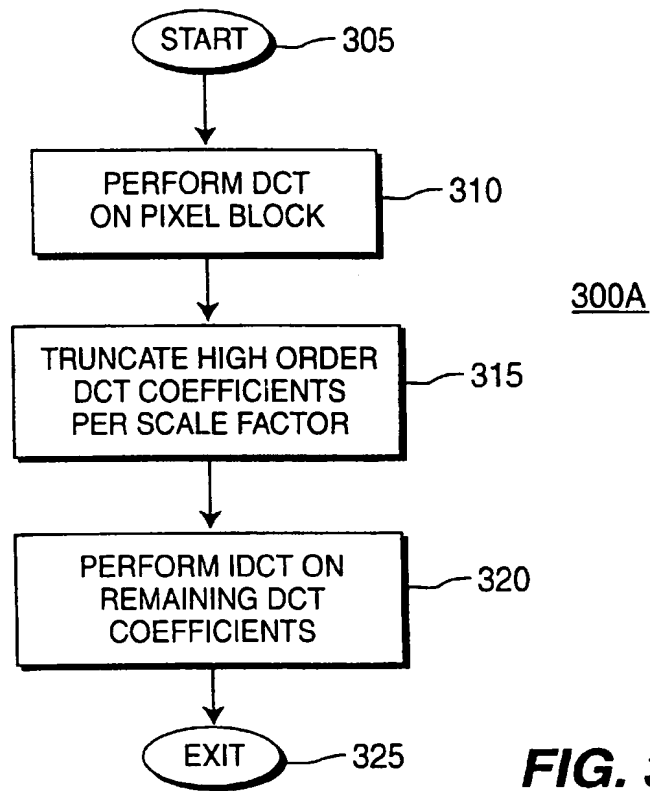 START
305
PERFORM DCT
ON PIXEL BLOCK
310
300A
TRUNCATE HIGH ORDER
DCT COEFFICIENTS
PER SCALE FACTOR
315
PERFORM IDCT ON
REMAINING DCT
COEFFICIENTS
320
EXIT
325
FIG.